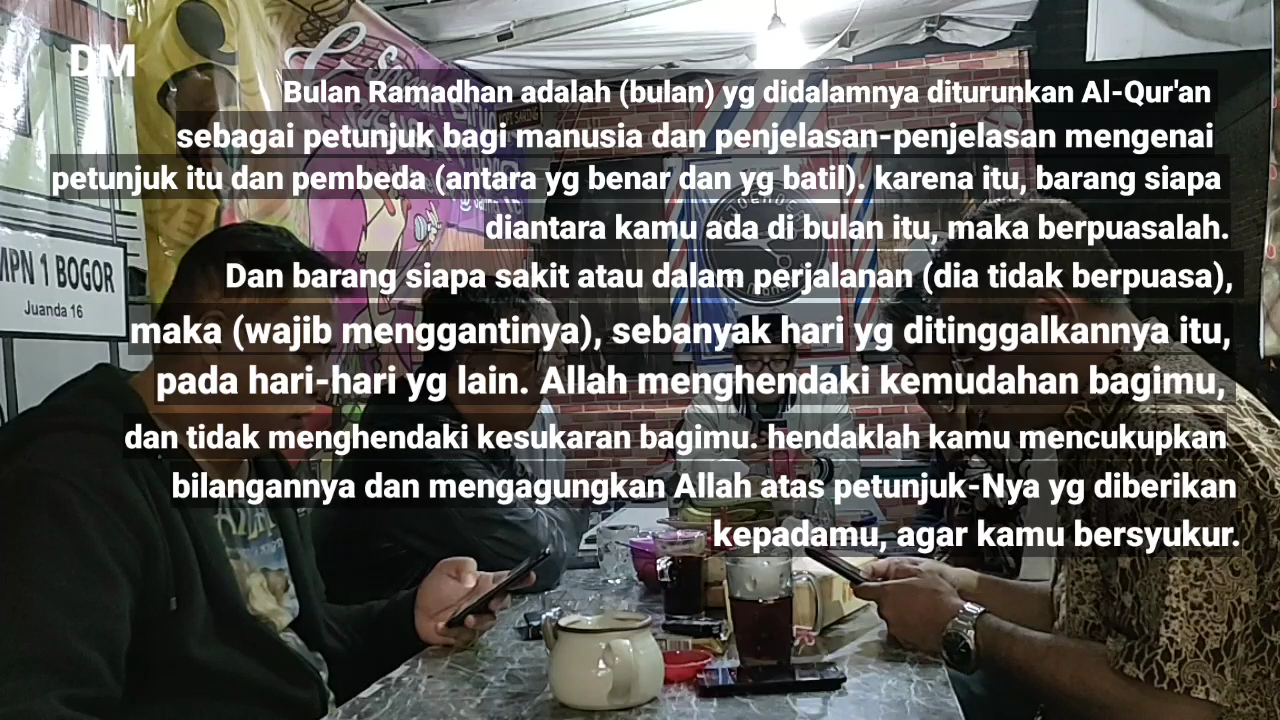 DM
Bulan Ramadhan adalah (bulan) yg didalamnya diturunkan Al-Qur'an
sebagai petunjuk bagi manusia dan penjelasan-penjelasan mengenai
petunjuk itu dan pembeda (antara yg benar dan yg batil). karena itu, barang siapa
diantara kamu ada di bulan itu, maka berpuasalah.
Dan barang siapa sakit atau dalam perjalanan (dia tidak berpuasa),
maka (wajib menggantinya), sebanyak hari yg ditinggalkannya itu,
pada hari-hari yg lain. Allah menghendaki kemudahan bagimu,
dan tidak menghendaki kesukaran bagimu. hendaklah kamu mencukupkan
bilangannya dan mengagungkan Allah atas petunjuk-Nya yg diberikan
kepadamu, agar kamu bersyukur.
MPN 1 BOGOR
Juanda 16